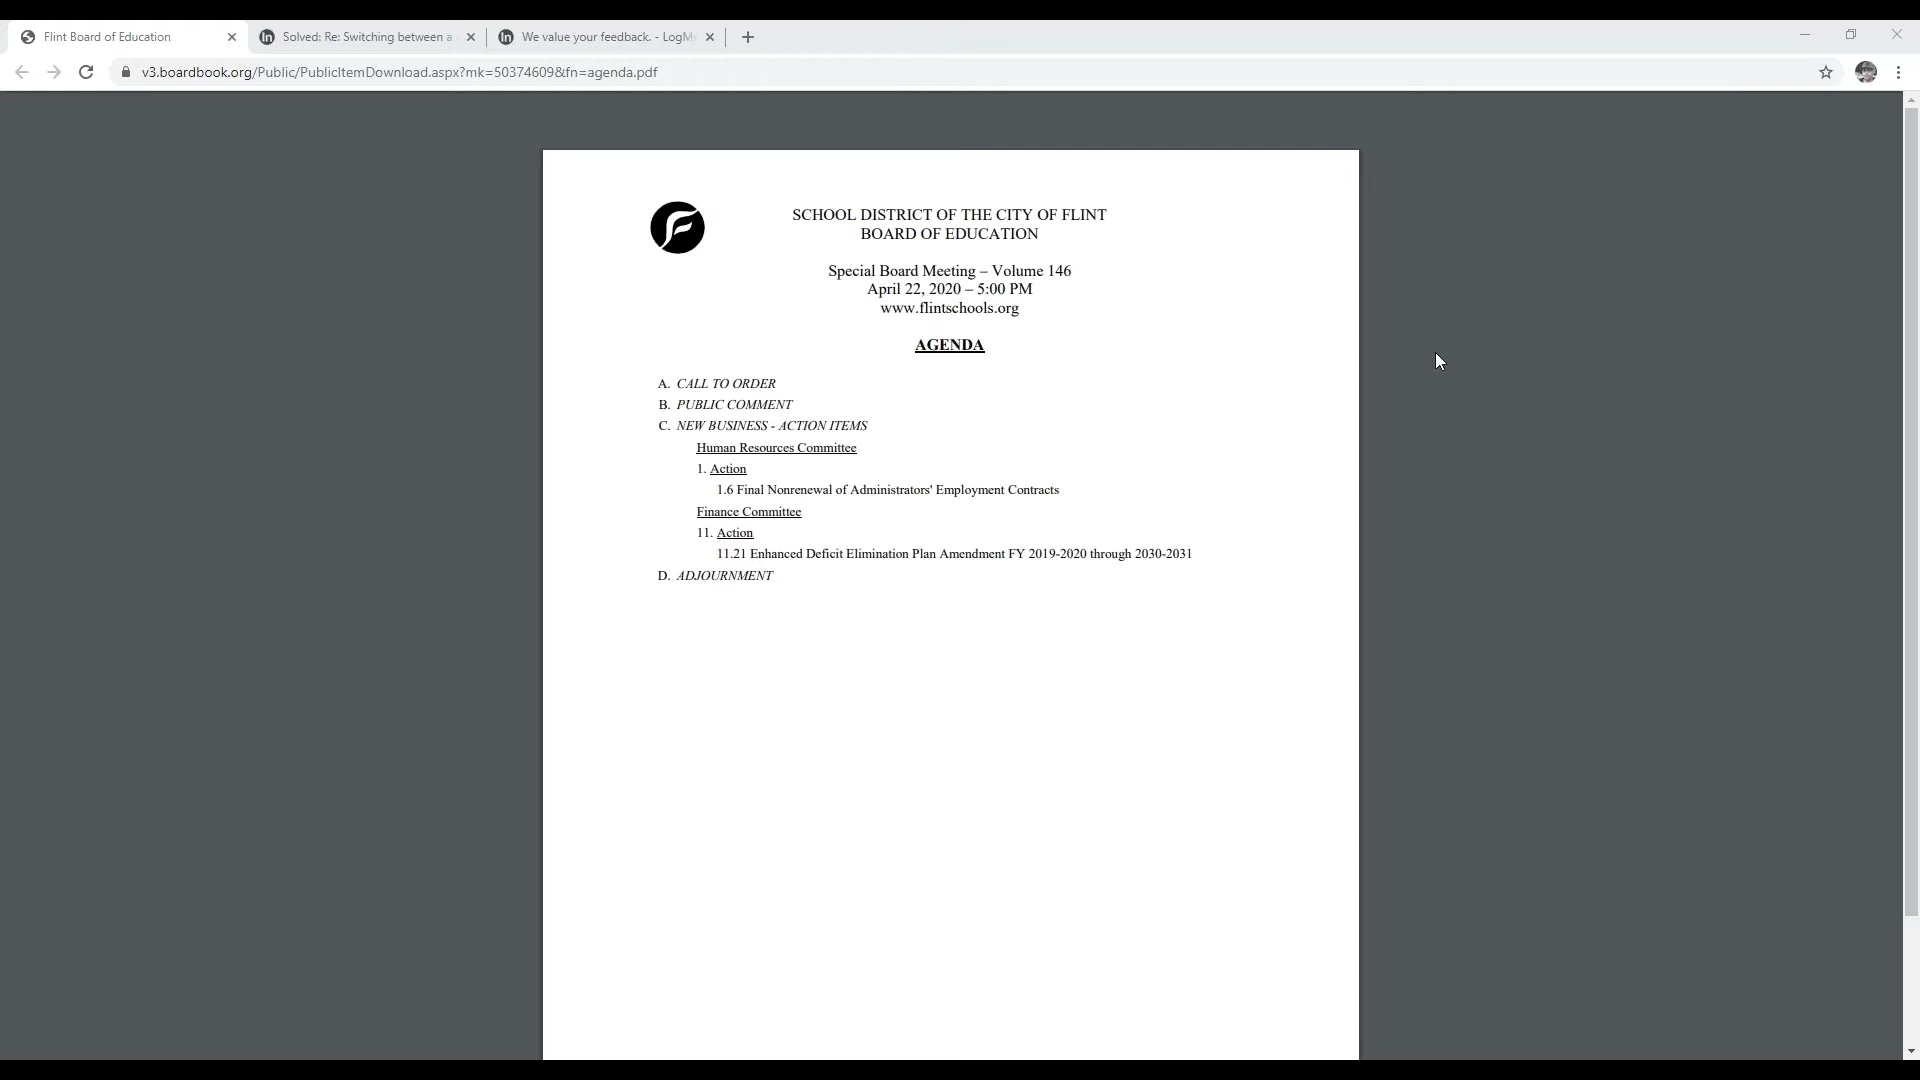 Flint Board of Education
Solved: Re: Switching between a
We value your feedback. - LogM
v3.boardbook.org/Public/PublicItemDownload.aspx?mk=50374609&fn=agenda.pdf
SCHOOL DISTRICT OF THE CITY OF FLINT
BOARD OF EDUCATION
Special Board Meeting – Volume 146
April 22, 2020 – 5:00 PM
www.flintschools.org
AGENDA
A. CALL TO ORDER
B. PUBLIC COMMENT
C. NEW BUSINESS - ACTION ITEMS
Human Resources Committee
1. Action
1.6 Final Nonrenewal of Administrators' Employment Contracts
Finance Committee
11. Action
11.21 Enhanced Deficit Elimination Plan Amendment FY 2019-2020 through 2030-2031
D. ADJOURNMENT